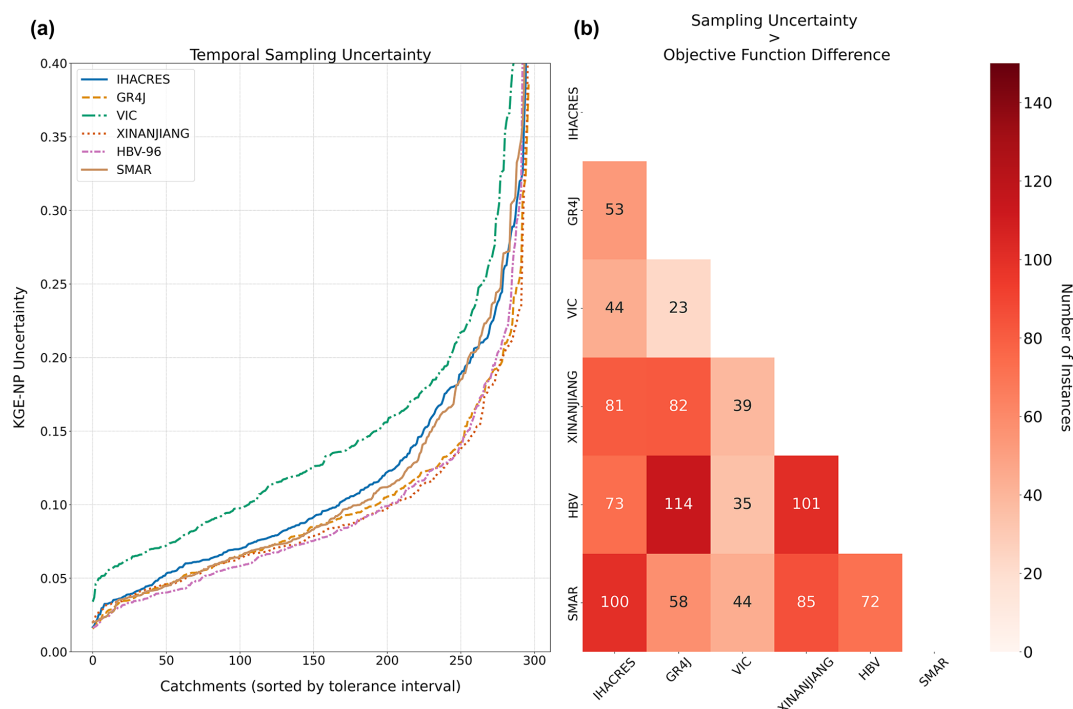 (a)
Temporal Sampling Uncertainty
KGE-NP Uncertainty
0.40
0.35
0.30
0.25
0.20
0.15
0.10
0.05
0.00
IHACRES
GR4J
VIC
XINANJIANG
HBV-96
SMAR
0
50
100
150
200
250
300
Catchments (sorted by tolerance interval)
(b)
Sampling Uncertainty
>
Objective Function Difference
IHACRES
GR4J
53
VIC
44 23
XINANJIANG
81 82 39
HBV
73 114 35 101
SMAR
100 58 44 85 72
IHACRES
GR4J
VIC
XINANJIANG
HBV
SMAR
140
120
100
80
60
40
20
0
Number of Instances